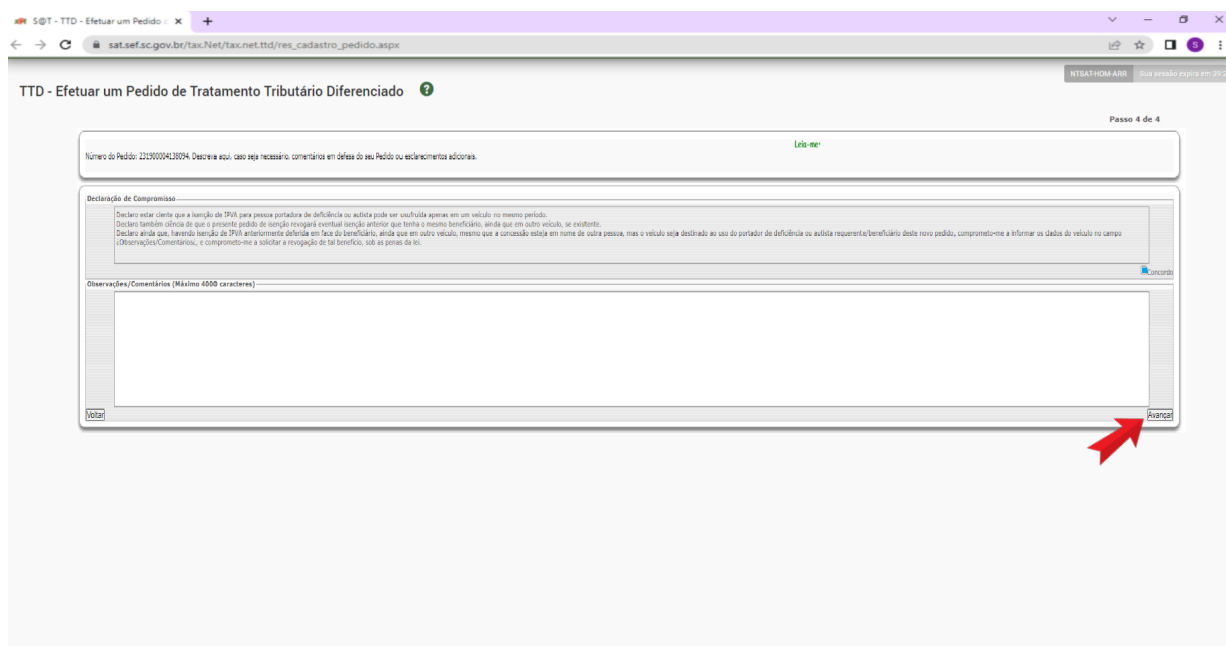 S@T - TTD - Efetuar um Pedido d
sat.sef.sc.gov.br/tax.Net/tax.net.ttd/res_cadastro_pedido.aspx
S
NTSAT-HOM-ARR Sua sessão expira em 39:
TTD - Efetuar um Pedido de Tratamento Tributário Diferenciado ?
Passo 4 de 4
Leia-me
Número do Pedido: 231900004138094. Descreva aqui, caso seja necessário, comentários em defesa do seu Pedido ou esclarecimentos adicionais.
Declaração de Compromisso
Declaro estar ciente que a isenção de IPVA para pessoa portadora de deficiência ou autista pode ser usufruída apenas em um veículo no mesmo período.
Declaro também ciência de que o presente pedido de isenção revogará eventual isenção anterior que tenha o mesmo beneficiário, ainda que em outro veículo, se existente.
Declaro ainda que, havendo isenção de IPVA anteriormente deferida em face do beneficiário, ainda que em outro veículo, mesmo que a concessão esteja em nome de outra pessoa, mas o veículo seja destinado ao uso do portador de deficiência ou autista requerente/beneficiário deste novo pedido, comprometo-me a informar os dados do veículo no campo
¿Observações/Comentários¿, e comprometo-me a solicitar a revogação de tal benefício, sob as penas da lei.
Concordo
Observações/Comentários (Máximo 4000 caracteres)
Voltar
Avançar